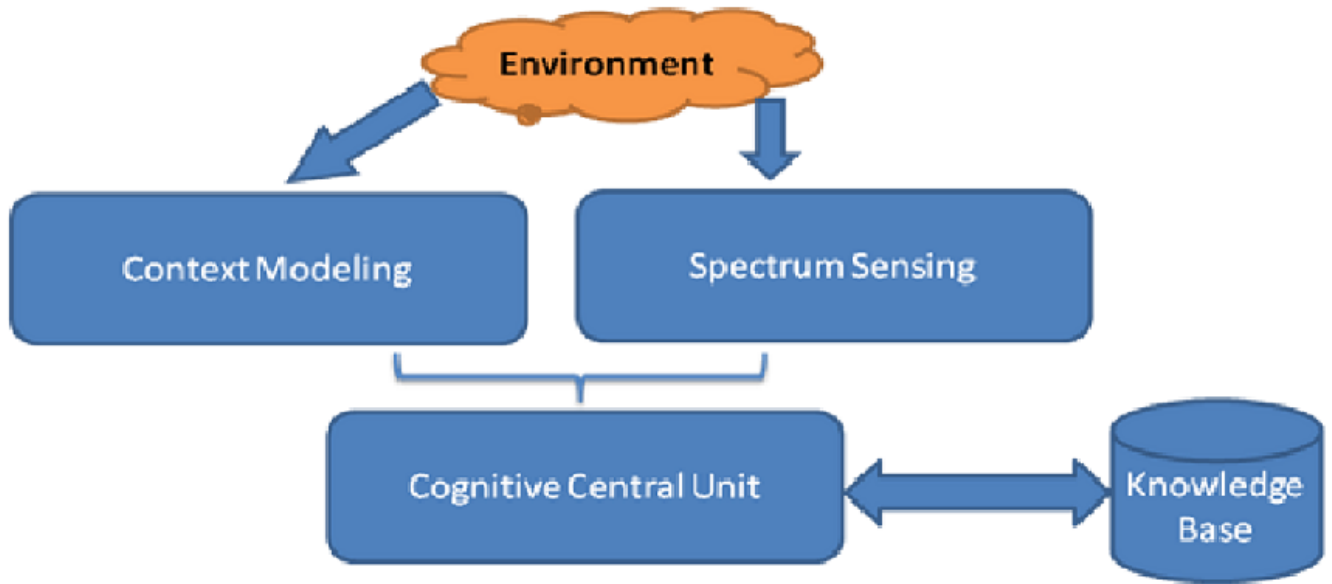 Environment
Context Modeling
Spectrum Sensing
Cognitive Central Unit
Knowledge
Base